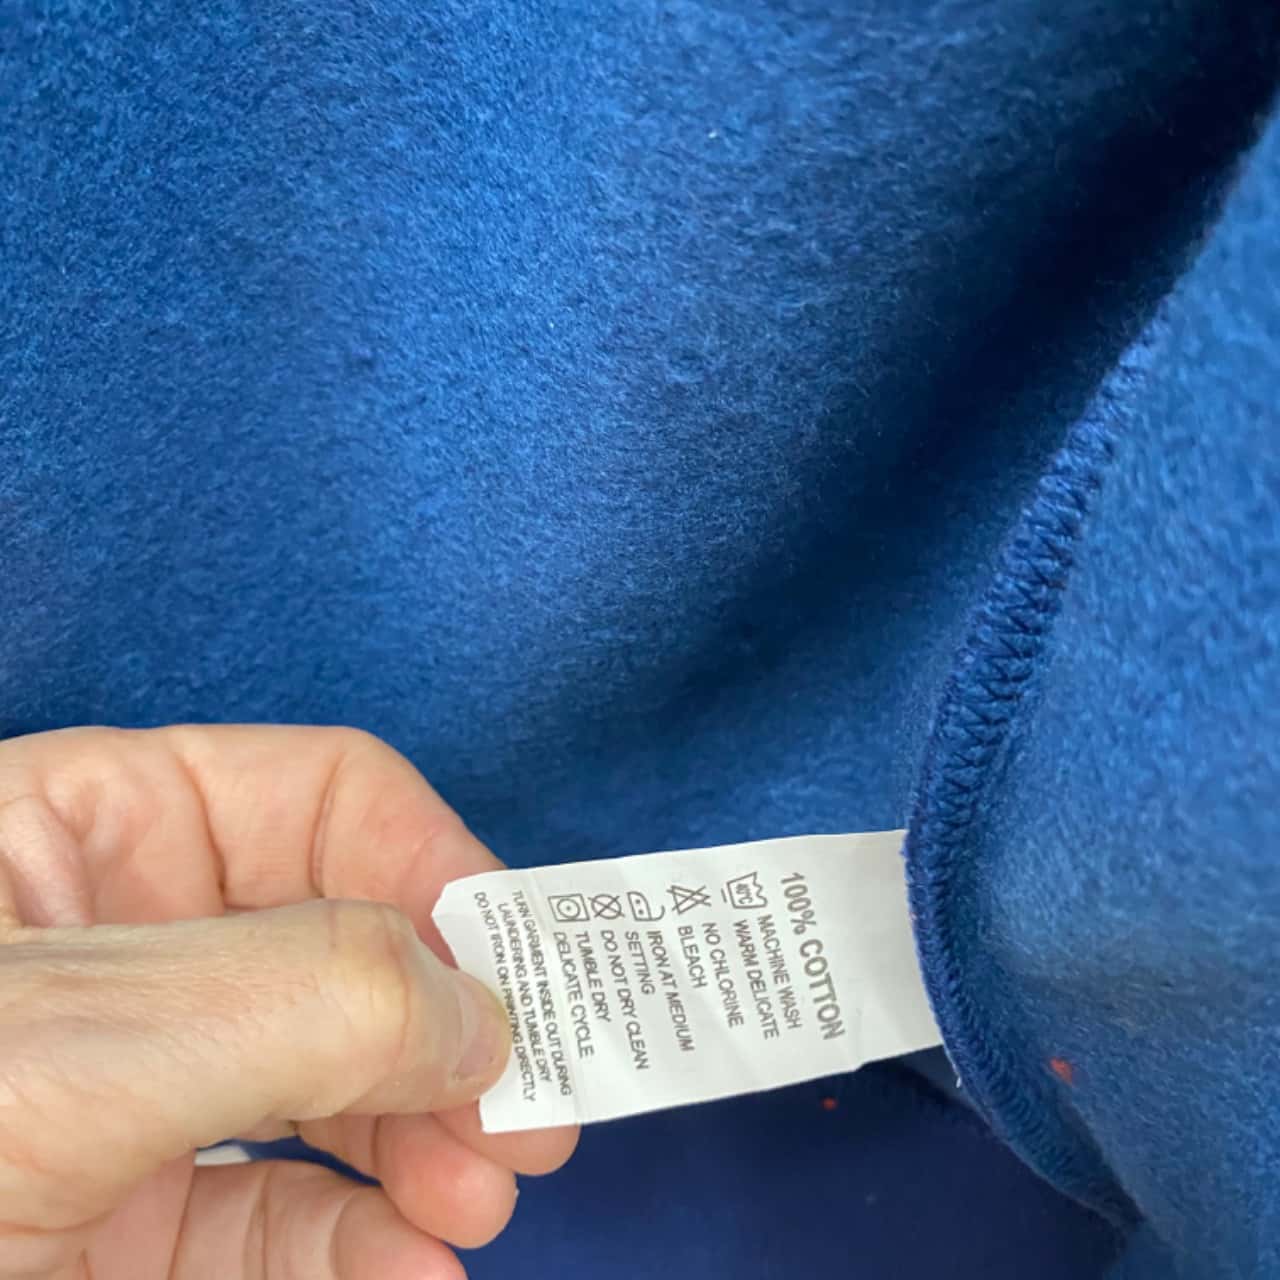 100% COTTON
40°C
MACHINE WASH
WARM DELICATE
NO CHLORINE
BLEACH
IRON AT MEDIUM
SETTING
DO NOT DRY CLEAN
TUMBLE DRY
DELICATE CYCLE
TURN GARMENT INSIDE OUT DURING
LAUNDERING AND TUMBLE DRY
DO NOT IRON ON PRINTING DIRECTLY